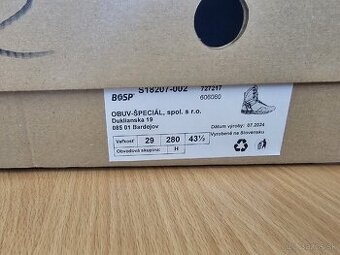 BOSP S18207-002 727217
606060
OBUV-ŠPECIÁL, spol. s r.o.
Duklianska 19
085 01 Bardejov
Dátum výroby: 07.2024
Vyrobené na Slovensku
Veľkosť 29 280 43½
Obvodová skupina: H